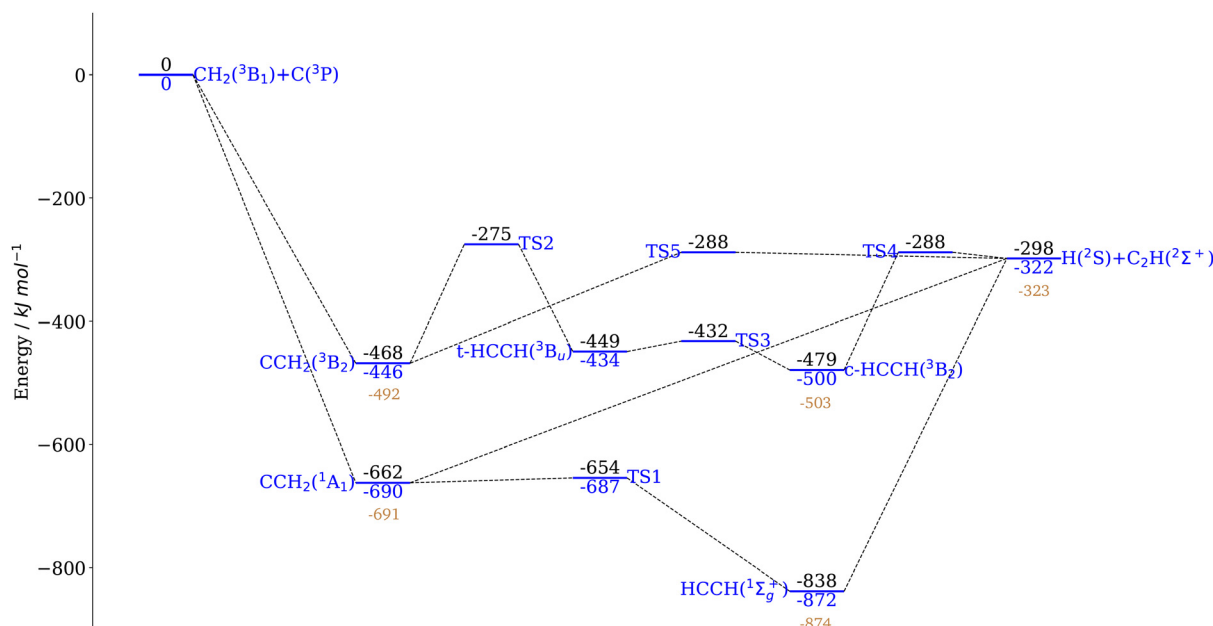 0
0
CH₂(³B₁)+C(³P)
0
−200
-275
TS2
-288
TS5
-288
TS4
-298
H(²S)+C₂H(²Σ⁺)
-322
-323
Energy / kJ mol⁻¹
−400
-468
CCH₂(³B₂)
-446
-492
-449
t-HCCH(³Bᵤ)
-434
-432
TS3
-479
c-HCCH(³B₂)
-500
-503
−600
-662
CCH₂(¹A₁)
-690
-691
-654
TS1
-687
−800
-838
HCCH(¹Σg⁺)
-872
-874